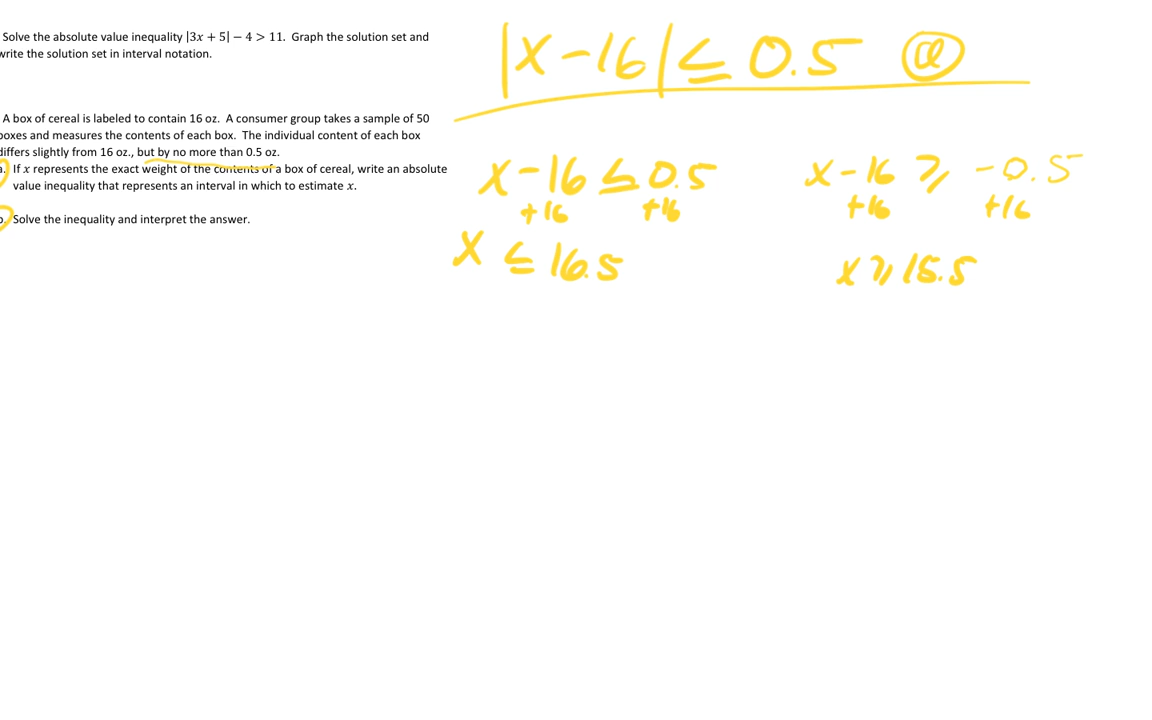 Solve the absolute value inequality |3x + 5| − 4 > 11. Graph the solution set and
write the solution set in interval notation.
A box of cereal is labeled to contain 16 oz. A consumer group takes a sample of 50
boxes and measures the contents of each box. The individual content of each box
differs slightly from 16 oz., but by no more than 0.5 oz.
a. If x represents the exact weight of the contents of a box of cereal, write an absolute
value inequality that represents an interval in which to estimate x.
b. Solve the inequality and interpret the answer.
|x-16| ≤ 0.5 ⓐ
x-16 ≤ 0.5
+16 +16
x ≤ 16.5
x-16 ≥ -0.5
+16 +16
x ≥ 15.5